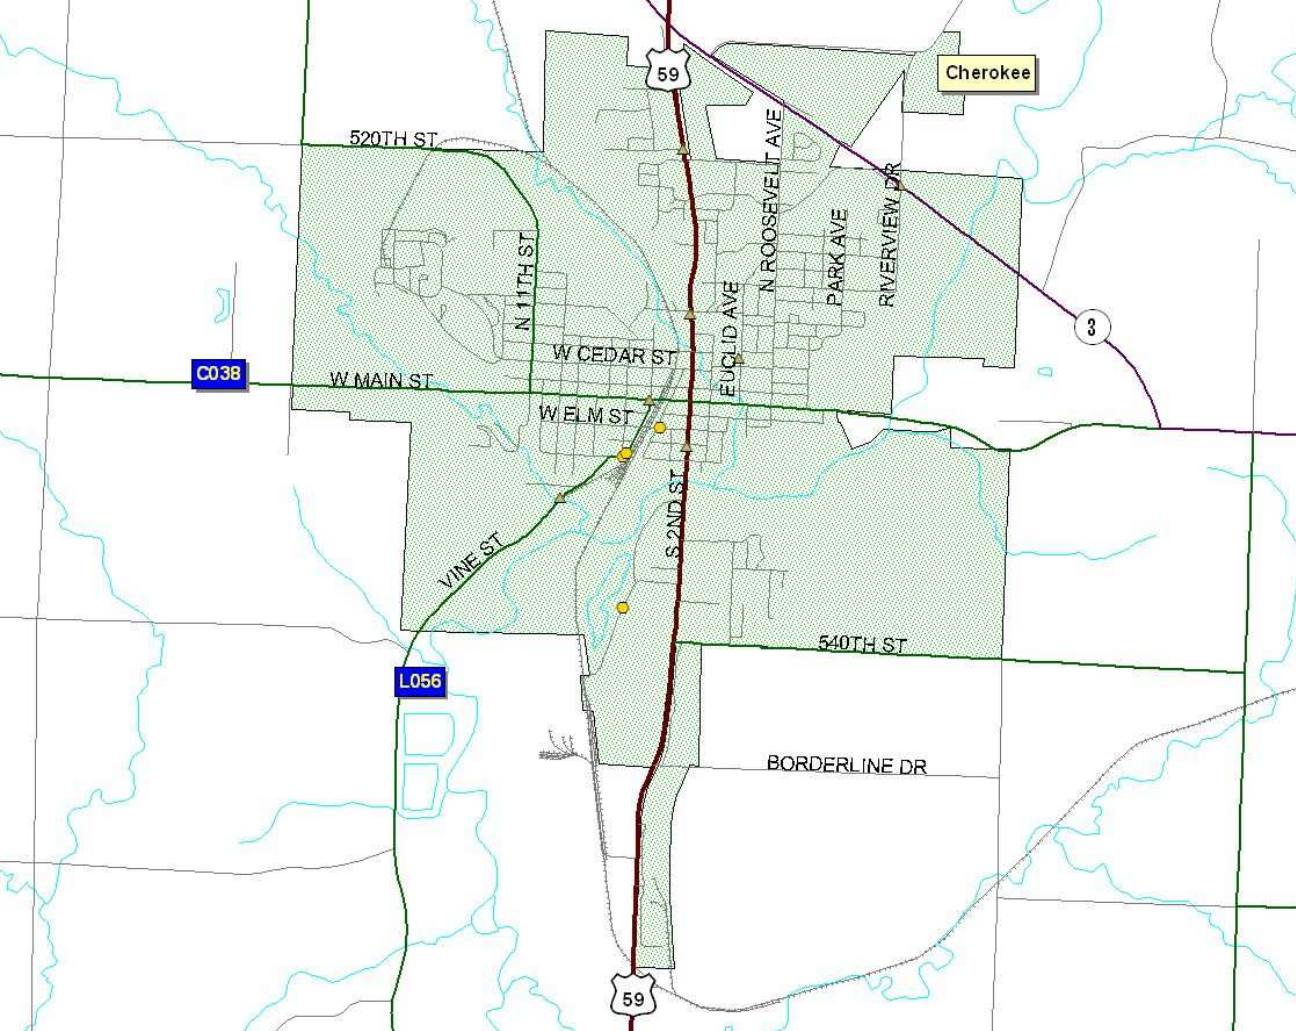 59
Cherokee
520TH ST
N ROOSEVELT AVE
RIVERVIEW DR
PARK AVE
N 11TH ST
EUCLID AVE
3
W CEDAR ST
C038
W MAIN ST
W ELM ST
S 2ND ST
VINE ST
540TH ST
L056
BORDERLINE DR
59